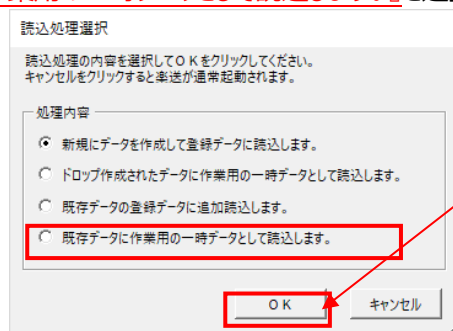 読込処理選択
読込処理の内容を選択してＯＫをクリックしてください。
キャンセルをクリックすると楽送が通常起動されます。
処理内容
新規にデータを作成して登録データに読込します。
ドロップ作成されたデータに作業用の一時データとして読込します。
既存データの登録データに追加読込します。
既存データに作業用の一時データとして読込します。
ＯＫ
キャンセル